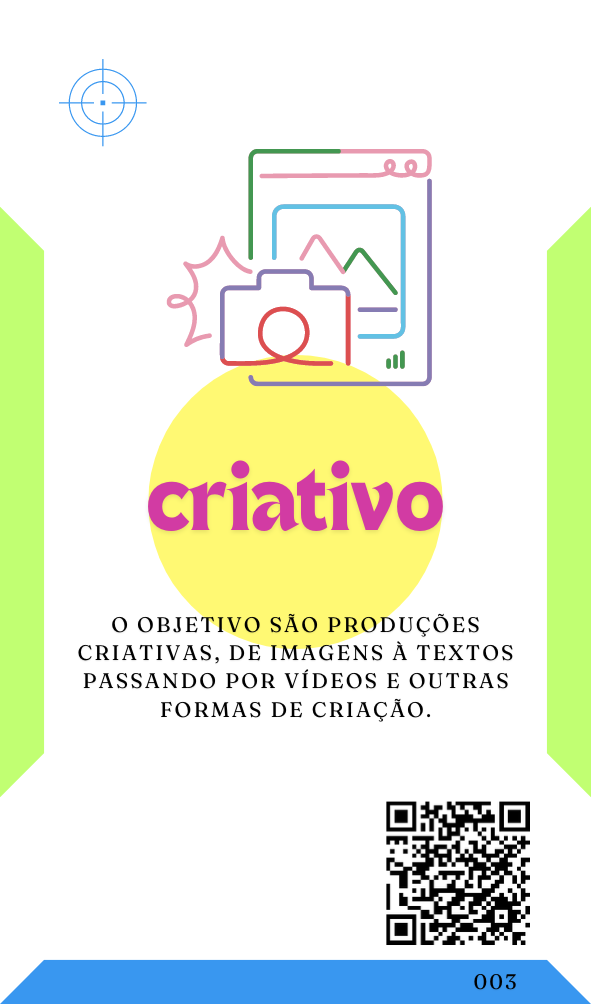 criativo
O OBJETIVO SÃO PRODUÇÕES
CRIATIVAS, DE IMAGENS À TEXTOS
PASSANDO POR VÍDEOS E OUTRAS
FORMAS DE CRIAÇÃO.
003